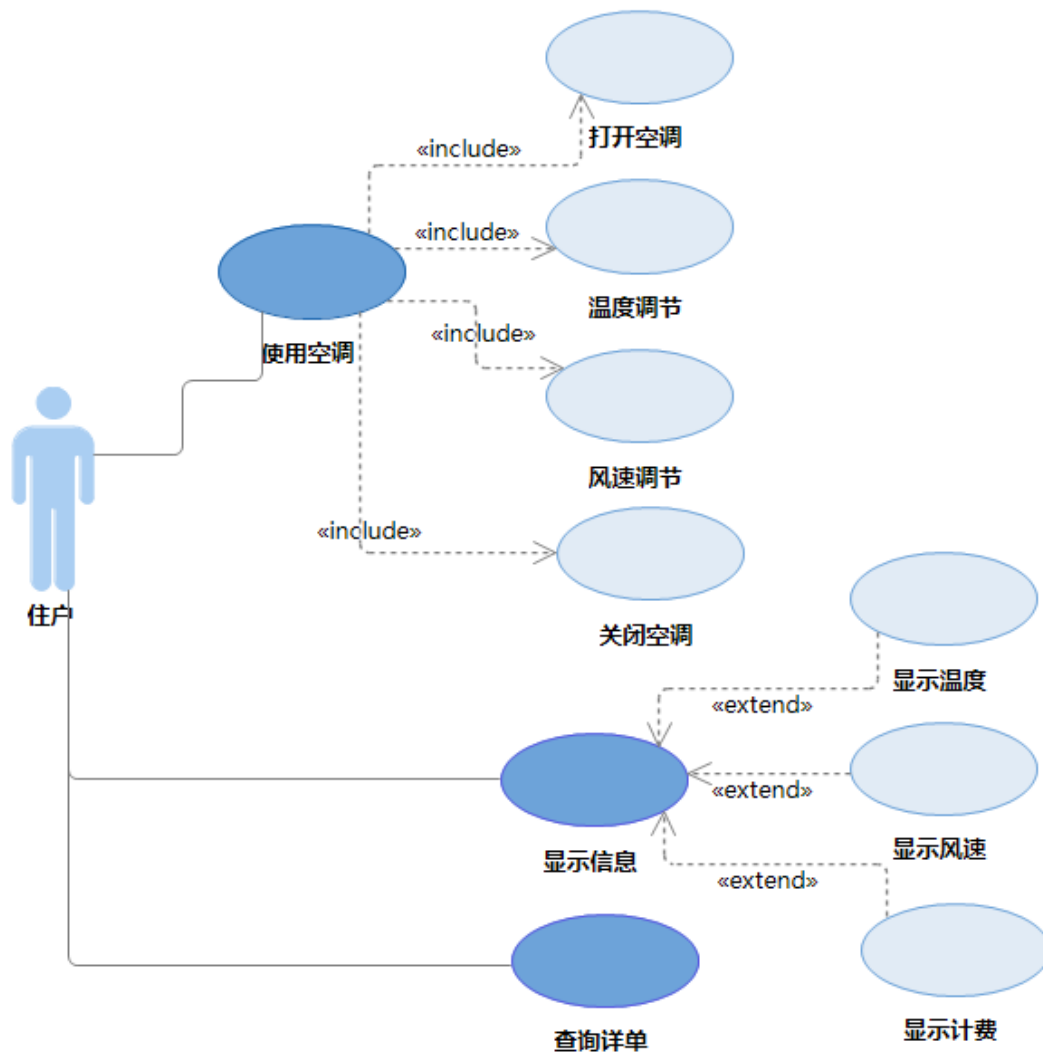 打开空调
«include»
«include»
温度调节
«include»
使用空调
风速调节
«include»
住户
关闭空调
显示温度
«extend»
«extend»
显示风速
显示信息
«extend»
查询详单
显示计费